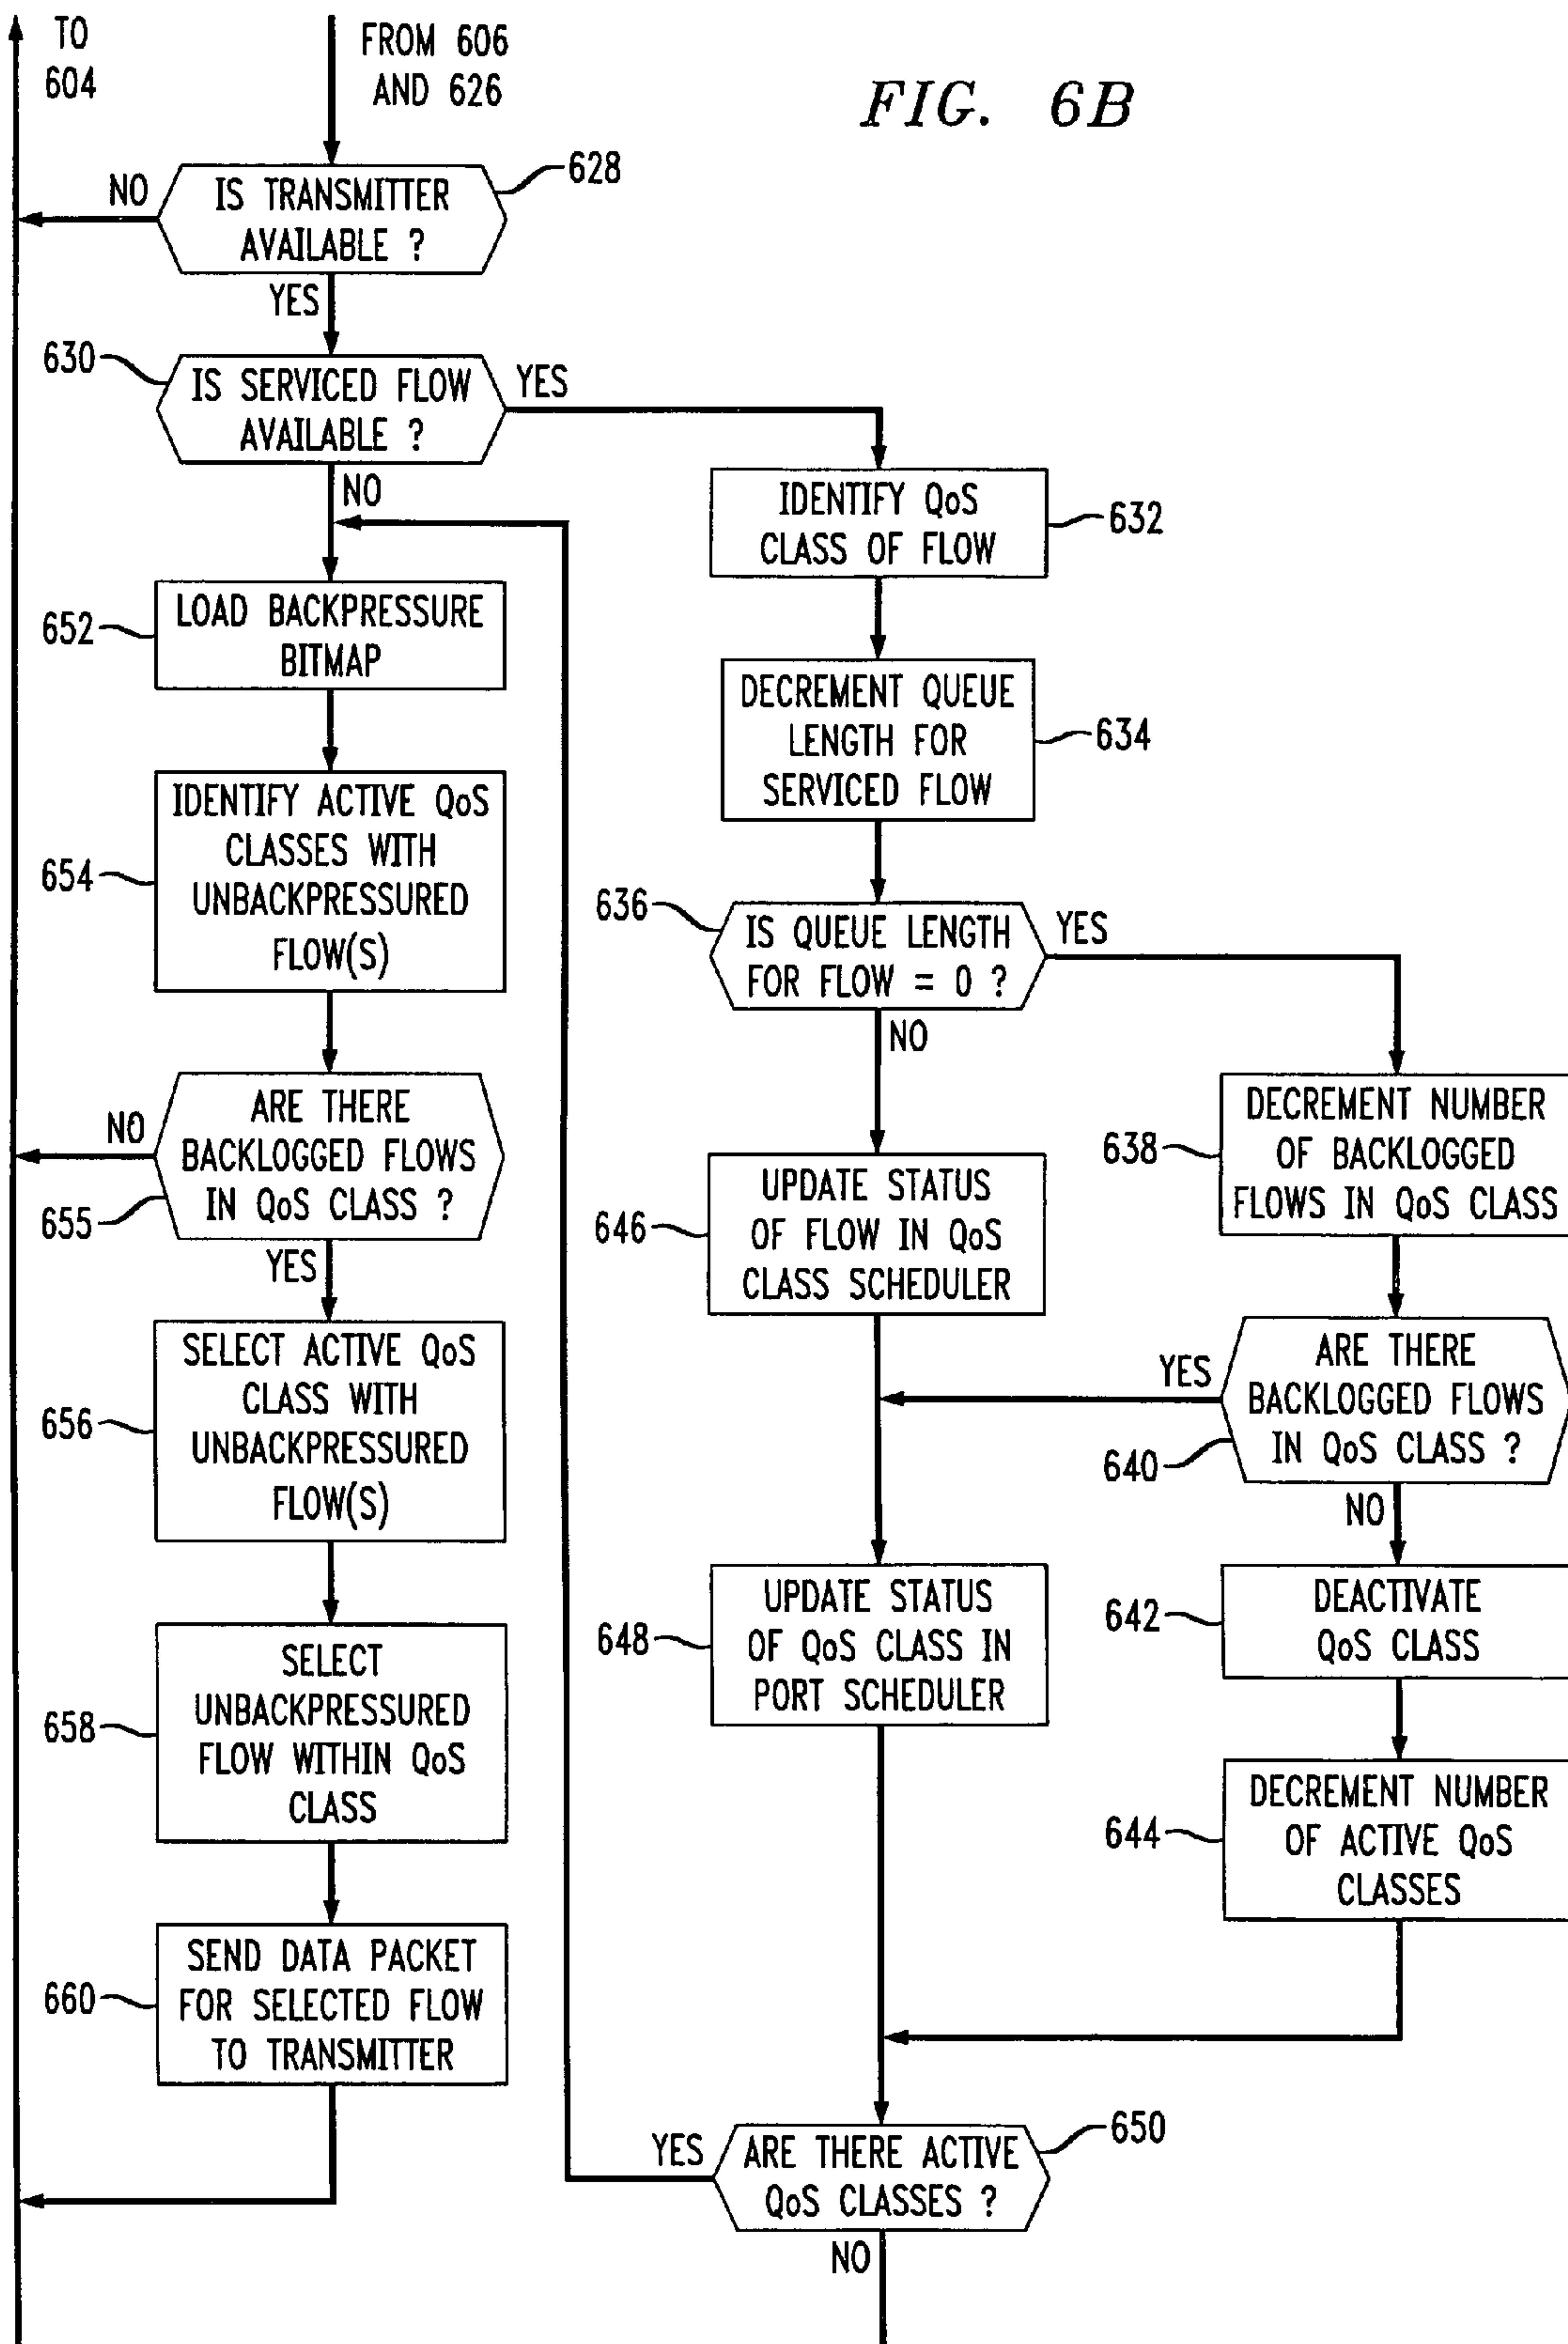 TO
604
FROM 606
AND 626
FIG. 6B
628
IS TRANSMITTER
AVAILABLE ?
NO
YES
630
IS SERVICED FLOW
AVAILABLE ?
YES
NO
632
IDENTIFY QoS
CLASS OF FLOW
652
LOAD BACKPRESSURE
BITMAP
634
DECREMENT QUEUE
LENGTH FOR
SERVICED FLOW
654
IDENTIFY ACTIVE QoS
CLASSES WITH
UNBACKPRESSURED
FLOW(S)
636
IS QUEUE LENGTH
FOR FLOW = 0 ?
YES
NO
655
ARE THERE
BACKLOGGED FLOWS
IN QoS CLASS ?
NO
YES
638
DECREMENT NUMBER
OF BACKLOGGED
FLOWS IN QoS CLASS
646
UPDATE STATUS
OF FLOW IN QoS
CLASS SCHEDULER
640
ARE THERE
BACKLOGGED FLOWS
IN QoS CLASS ?
YES
NO
656
SELECT ACTIVE QoS
CLASS WITH
UNBACKPRESSURED
FLOW(S)
648
UPDATE STATUS
OF QoS CLASS IN
PORT SCHEDULER
642
DEACTIVATE
QoS CLASS
658
SELECT
UNBACKPRESSURED
FLOW WITHIN QoS
CLASS
644
DECREMENT NUMBER
OF ACTIVE QoS
CLASSES
660
SEND DATA PACKET
FOR SELECTED FLOW
TO TRANSMITTER
650
ARE THERE ACTIVE
QoS CLASSES ?
YES
NO